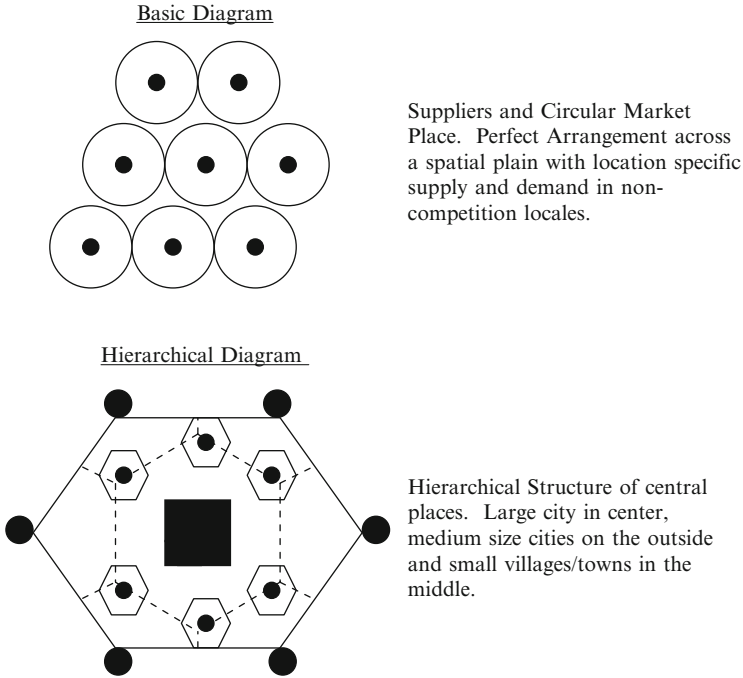 Basic Diagram
Suppliers and Circular Market
Place. Perfect Arrangement across
a spatial plain with location specific
supply and demand in non-
competition locales.
Hierarchical Diagram
Hierarchical Structure of central
places. Large city in center,
medium size cities on the outside
and small villages/towns in the
middle.